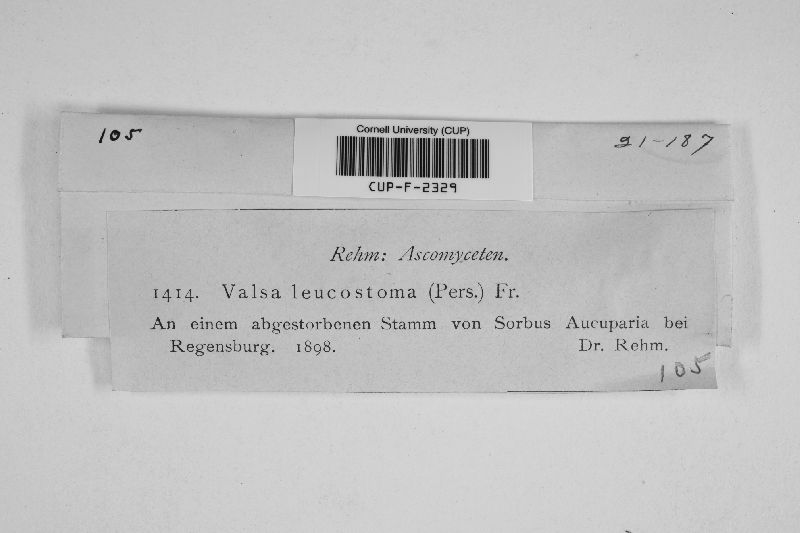 105
Cornell University (CUP)
CUP-F-2329
21-187
Rehm: Ascomyceten.
1414. Valsa leucostoma (Pers.) Fr.
An einem abgestorbenen Stamm von Sorbus Aucuparia bei
Regensburg. 1898. Dr. Rehm.
105